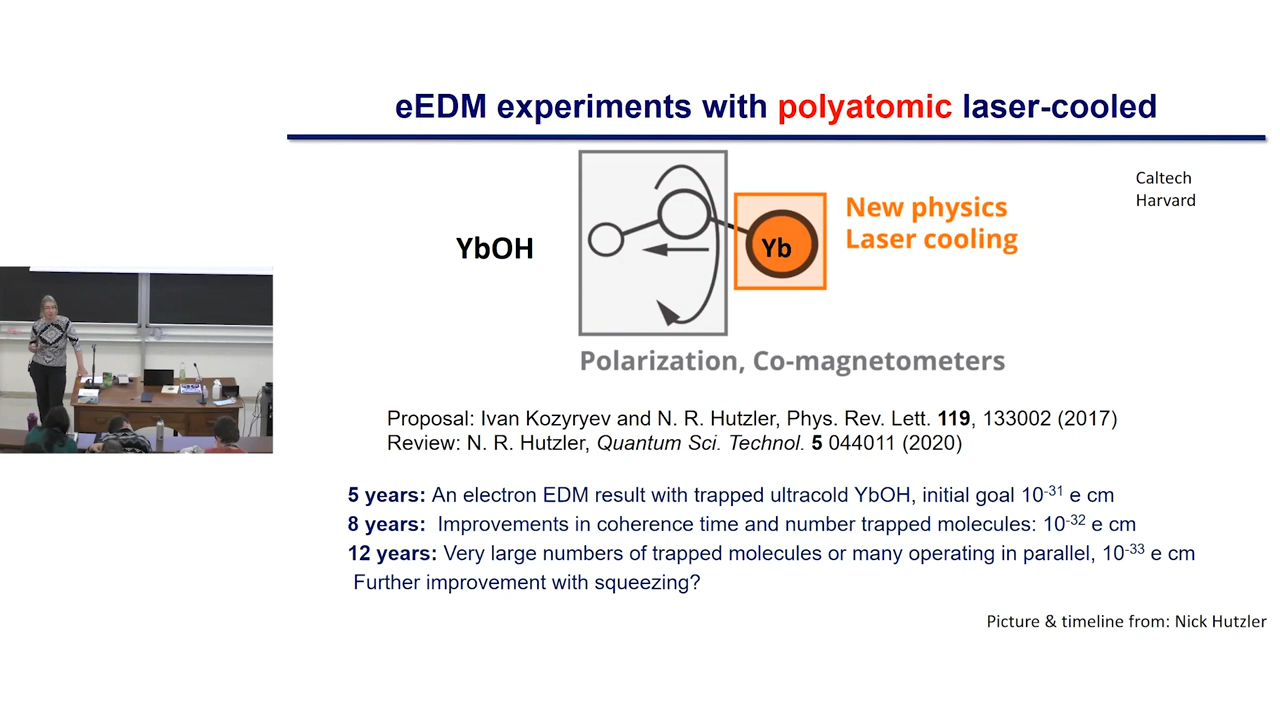 eEDM experiments with polyatomic laser-cooled
Caltech
Harvard
New physics
Laser cooling
YbOH
Yb
Polarization, Co-magnetometers
Proposal: Ivan Kozyryev and N. R. Hutzler, Phys. Rev. Lett. 119, 133002 (2017)
Review: N. R. Hutzler, Quantum Sci. Technol. 5 044011 (2020)
5 years: An electron EDM result with trapped ultracold YbOH, initial goal 10⁻³¹ e cm
8 years: Improvements in coherence time and number trapped molecules: 10⁻³² e cm
12 years: Very large numbers of trapped molecules or many operating in parallel, 10⁻³³ e cm
Further improvement with squeezing?
Picture & timeline from: Nick Hutzler